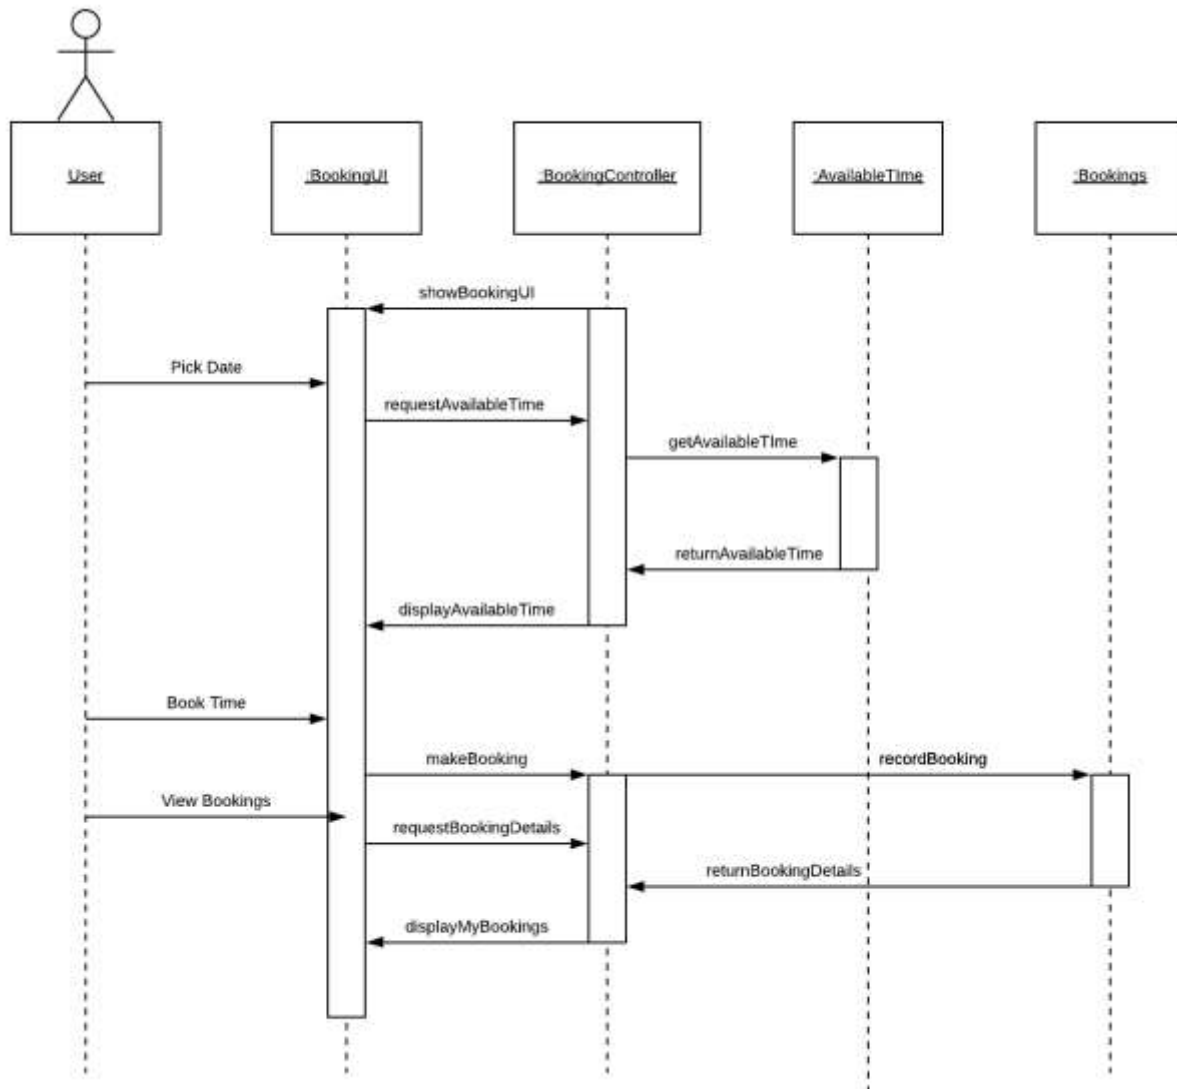 User
:BookingUI
:BookingController
:AvailableTIme
:Bookings
showBookingUI
Pick Date
requestAvailableTime
getAvailableTIme
returnAvailableTime
displayAvailableTime
Book Time
makeBooking
recordBooking
View Bookings
requestBookingDetails
returnBookingDetails
displayMyBookings